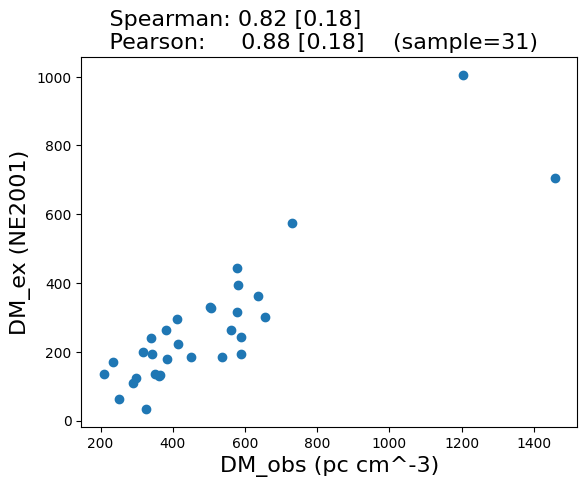 Spearman: 0.82 [0.18]
Pearson: 0.88 [0.18] (sample=31)
DM_ex (NE2001)
1000
800
600
400
200
0
200 400 600 800 1000 1200 1400
DM_obs (pc cm^-3)